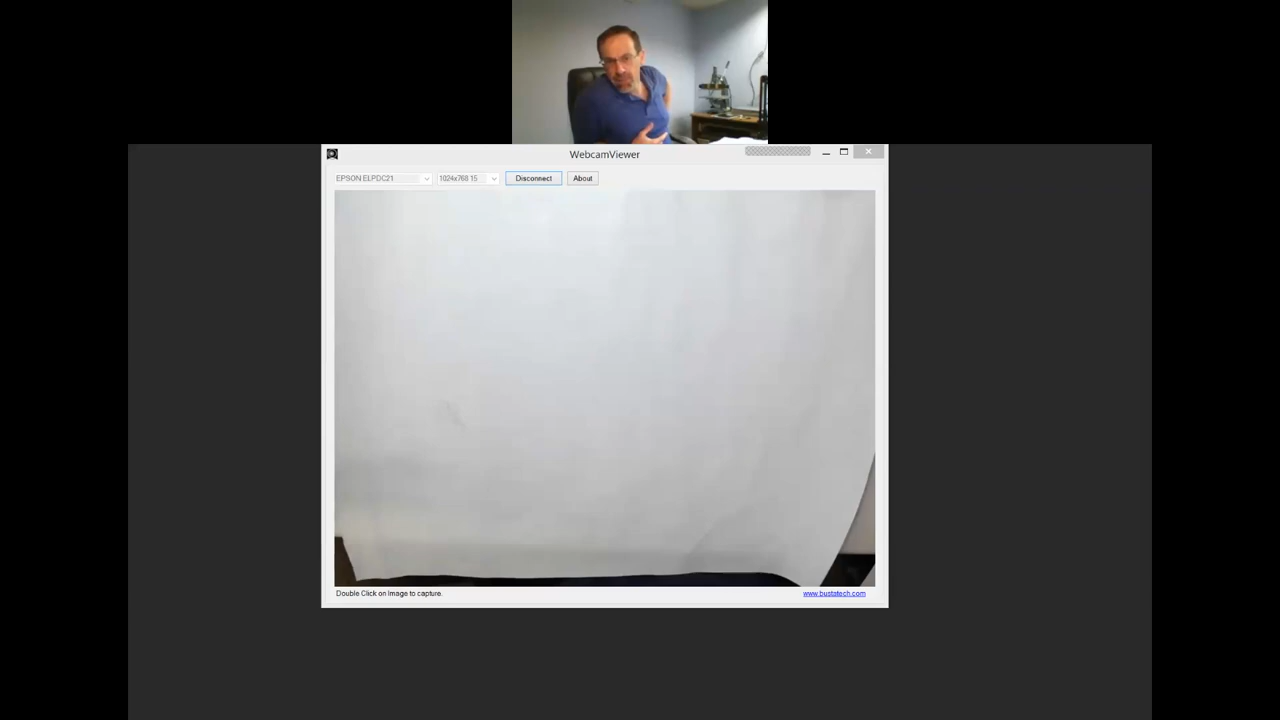 WebcamViewer
EPSON ELPDC21 1024x768 15 Disconnect About
Double Click on Image to capture. www.bustatech.com